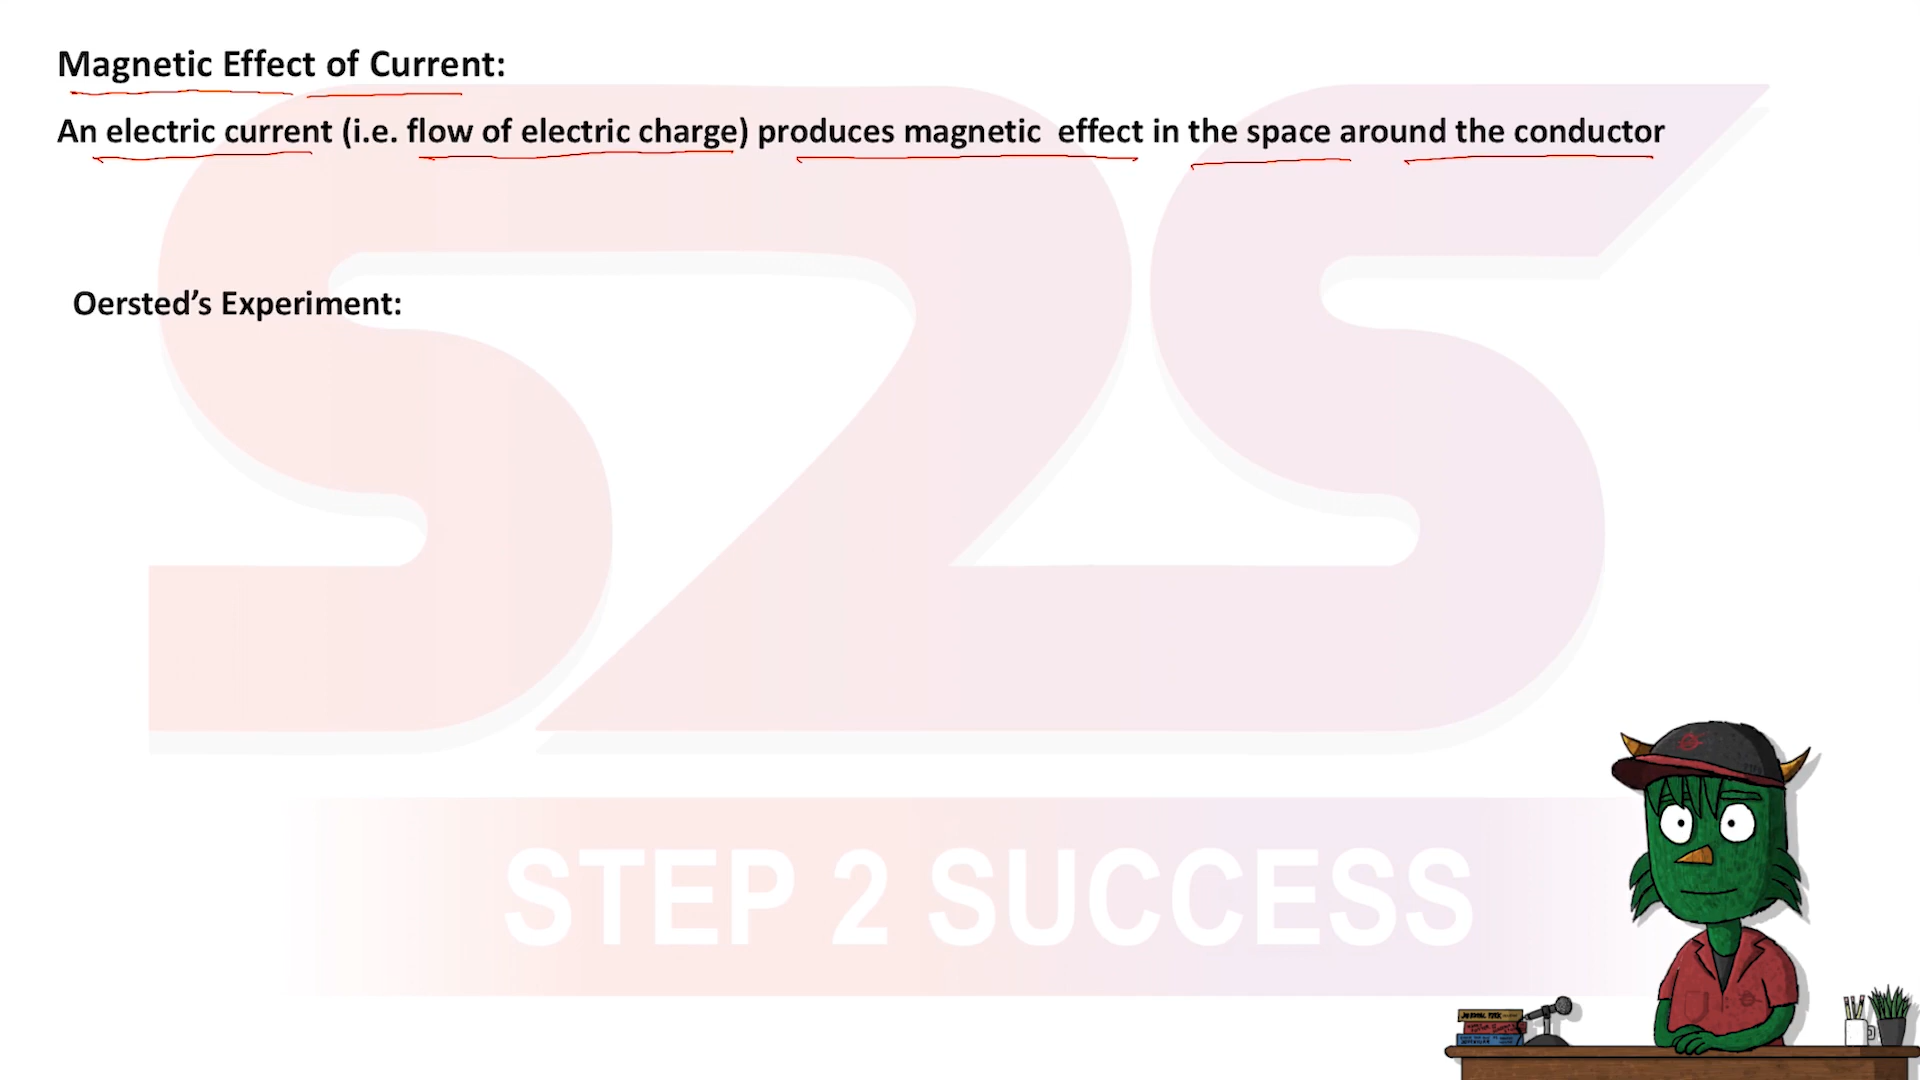 Magnetic Effect of Current:
An electric current (i.e. flow of electric charge) produces magnetic effect in the space around the conductor
Oersted’s Experiment:
S2S
STEP 2 SUCCESS